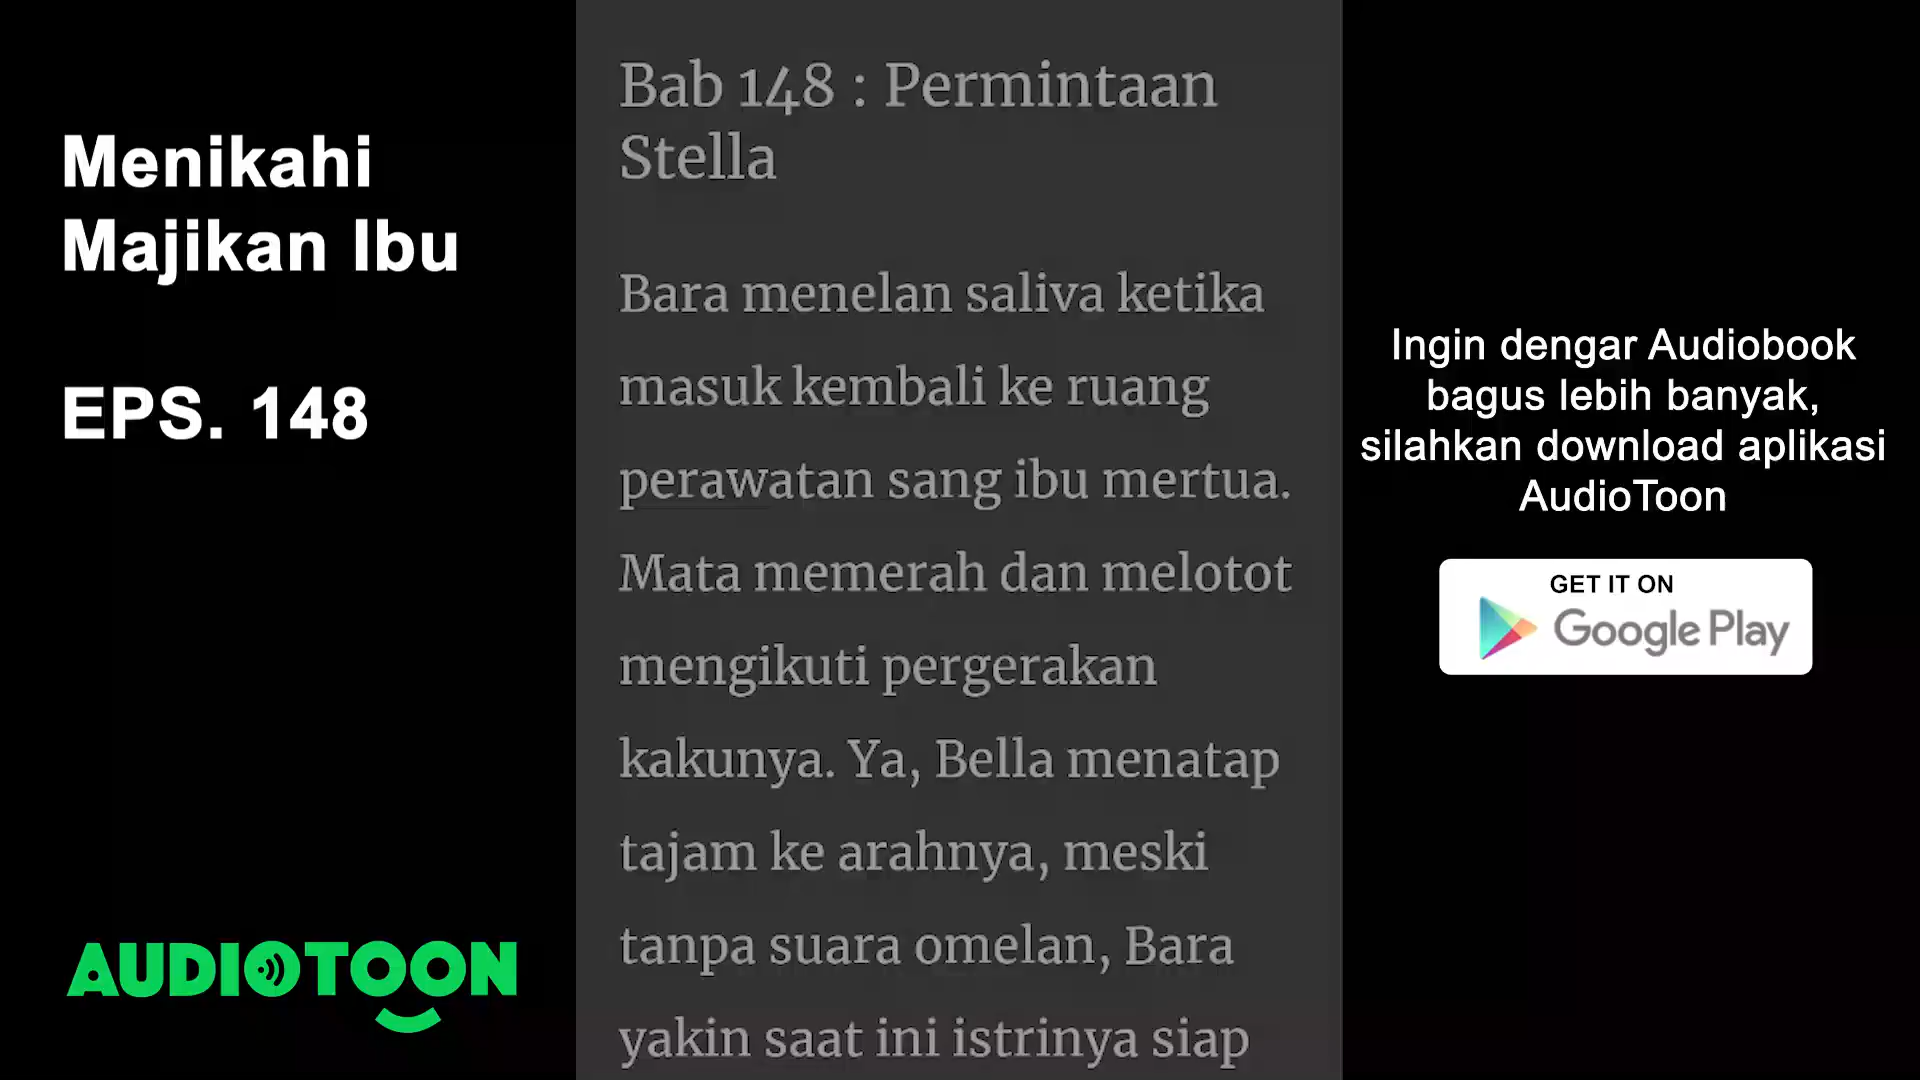 Menikahi
Majikan Ibu
EPS. 148
AUDIOTOON
Bab 148 : Permintaan
Stella
Bara menelan saliva ketika
masuk kembali ke ruang
perawatan sang ibu mertua.
Mata memerah dan melotot
mengikuti pergerakan
kakunya. Ya, Bella menatap
tajam ke arahnya, meski
tanpa suara omelan, Bara
yakin saat ini istrinya siap
Ingin dengar Audiobook
bagus lebih banyak,
silahkan download aplikasi
AudioToon
GET IT ON
Google Play